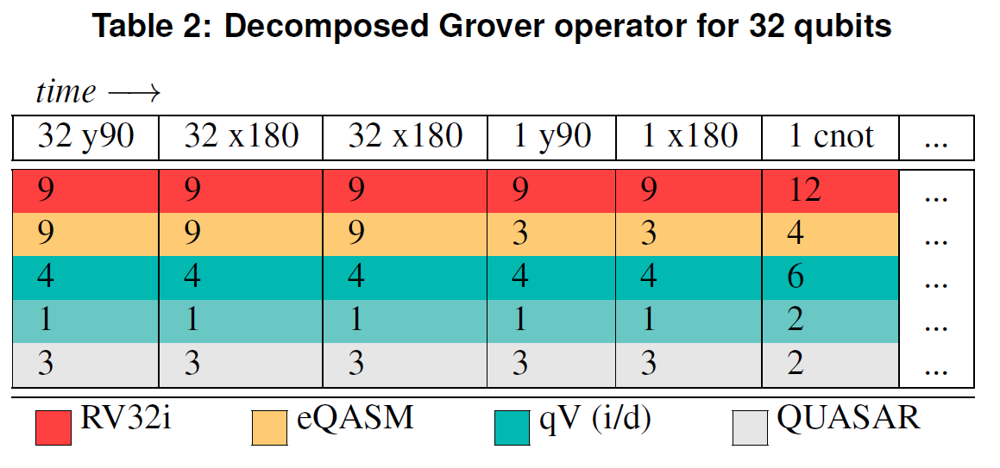 Table 2: Decomposed Grover operator for 32 qubits
time ⟶
32 y90 32 x180 32 x180 1 y90 1 x180 1 cnot ...
9 9 9 9 9 12 ...
9 9 9 3 3 4 ...
4 4 4 4 4 6 ...
1 1 1 1 1 2 ...
3 3 3 3 3 2 ...
RV32i eQASM qV (i/d) QUASAR